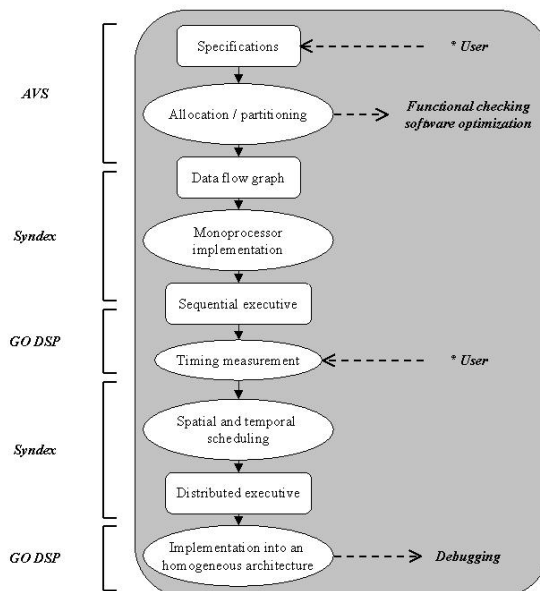 Specifications
* User
AVS
Allocation / partitioning
Functional checking
software optimization
Data flow graph
Syndex
Monoprocessor
implementation
Sequential executive
GO DSP
Timing measurement
* User
Spatial and temporal
scheduling
Syndex
Distributed executive
GO DSP
Implementation into an
homogeneous architecture
Debugging